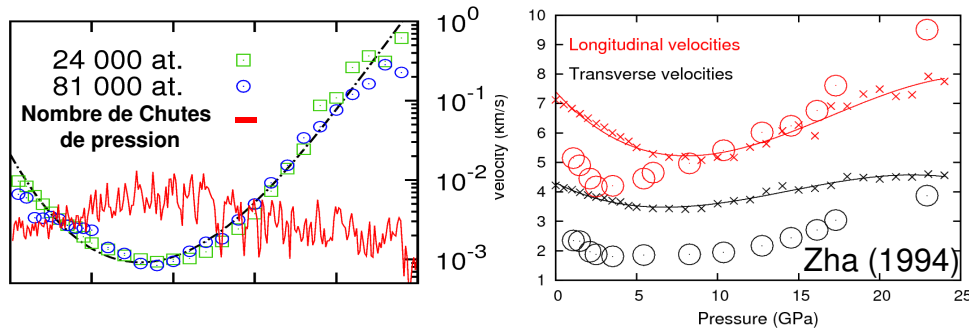 24 000 at.
81 000 at.
Nombre de Chutes
de pression
10^0
10^-1
10^-2
10^-3
velocity (km/s)
10
9
8
7
6
5
4
3
2
1
Longitudinal velocities
Transverse velocities
Zha (1994)
0 5 10 15 20 25
Pressure (GPa)